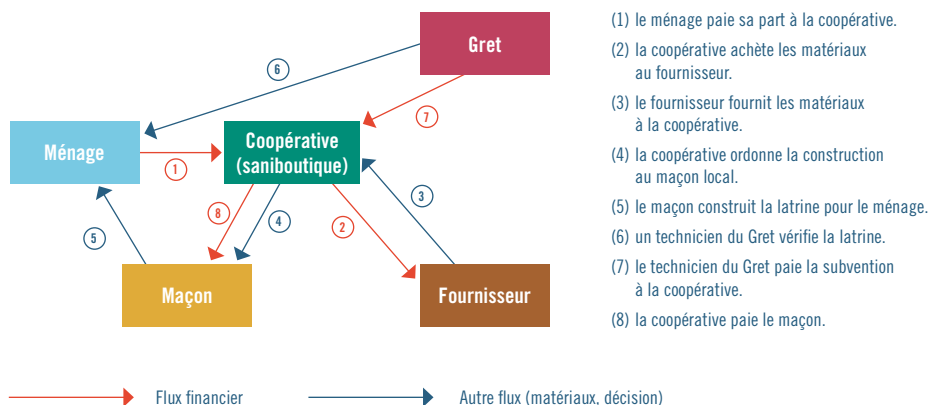 Gret
6
7
Ménage
Coopérative
(saniboutique)
1
8
4
2
3
5
Maçon
Fournisseur
(1) le ménage paie sa part à la coopérative.
(2) la coopérative achète les matériaux
au fournisseur.
(3) le fournisseur fournit les matériaux
à la coopérative.
(4) la coopérative ordonne la construction
au maçon local.
(5) le maçon construit la latrine pour le ménage.
(6) un technicien du Gret vérifie la latrine.
(7) le technicien du Gret paie la subvention
à la coopérative.
(8) la coopérative paie le maçon.
Flux financier
Autre flux (matériaux, décision)